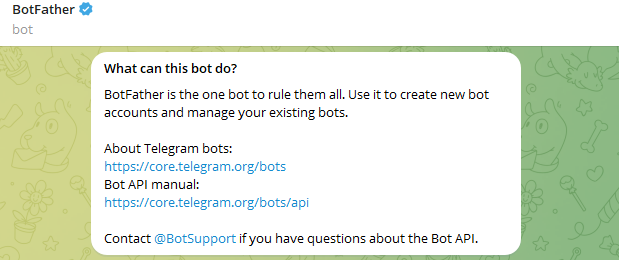 BotFather
bot
What can this bot do?
BotFather is the one bot to rule them all. Use it to create new bot
accounts and manage your existing bots.
About Telegram bots:
https://core.telegram.org/bots
Bot API manual:
https://core.telegram.org/bots/api
Contact @BotSupport if you have questions about the Bot API.